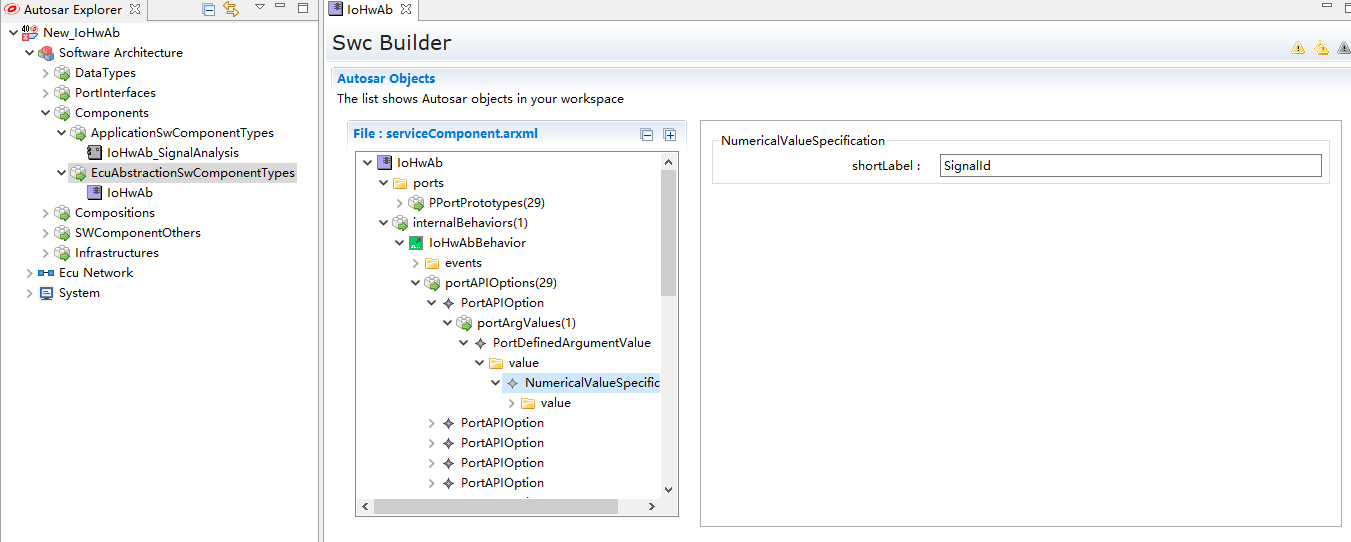 Autosar Explorer
New_IoHwAb
Software Architecture
DataTypes
PortInterfaces
Components
ApplicationSwComponentTypes
IoHwAb_SignalAnalysis
EcuAbstractionSwComponentTypes
IoHwAb
Compositions
SWComponentOthers
Infrastructures
Ecu Network
System
IoHwAb
Swc Builder
Autosar Objects
The list shows Autosar objects in your workspace
File : serviceComponent.arxml
IoHwAb
ports
PPortPrototypes(29)
internalBehaviors(1)
IoHwAbBehavior
events
portAPIOptions(29)
PortAPIOption
portArgValues(1)
PortDefinedArgumentValue
value
NumericalValueSpecific
value
PortAPIOption
PortAPIOption
PortAPIOption
PortAPIOption
NumericalValueSpecification
shortLabel : SignalId